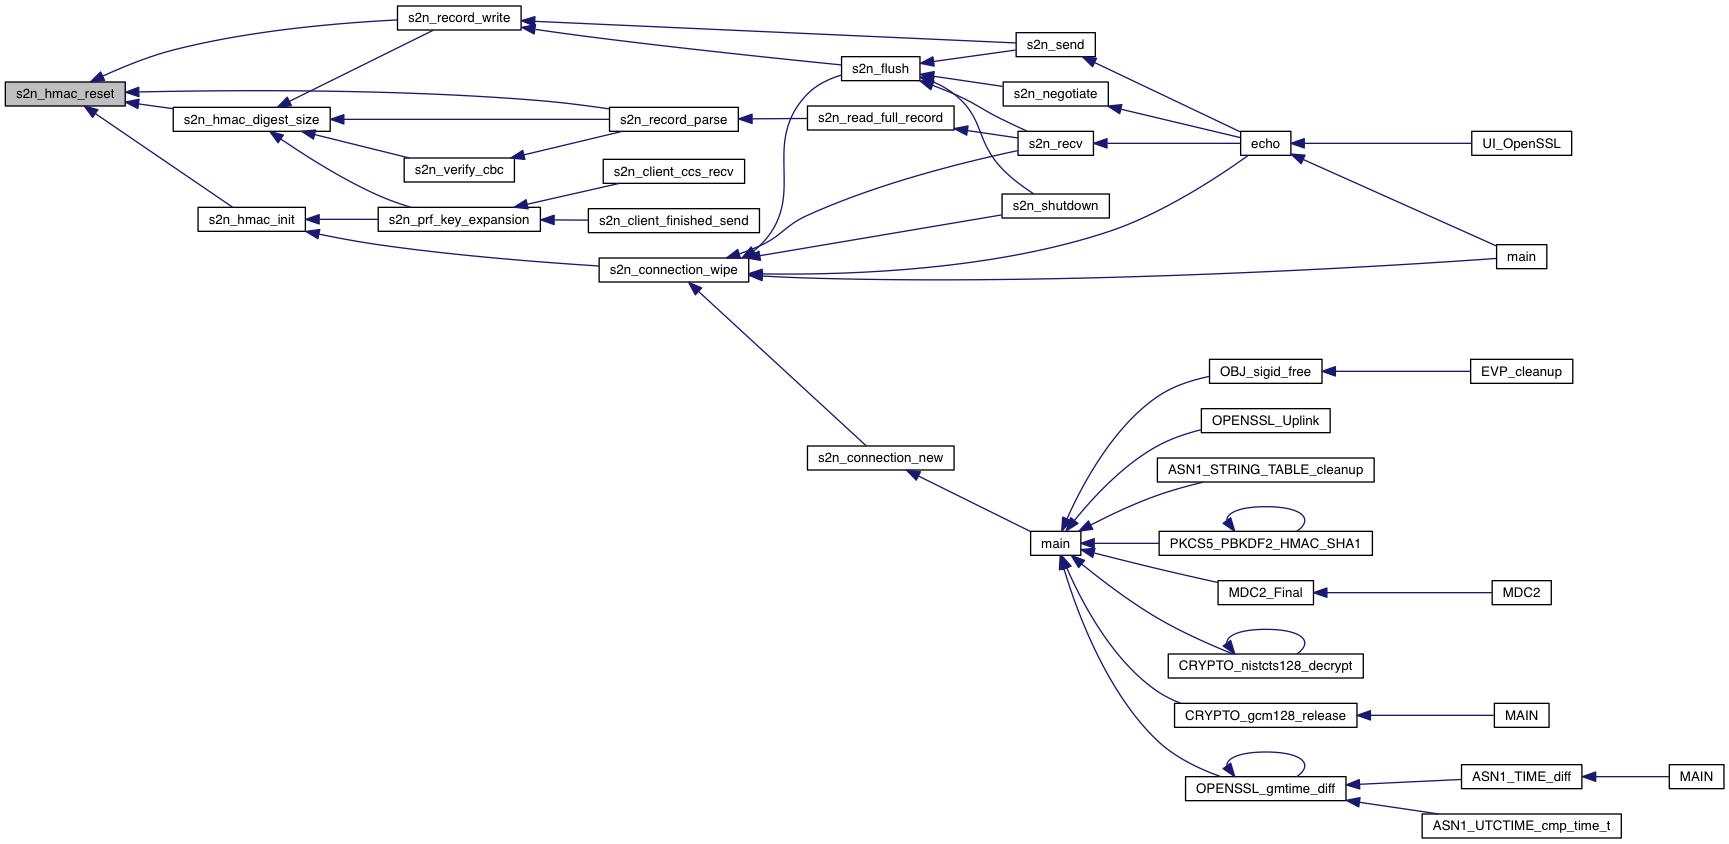 s2n_record_write
s2n_send
s2n_flush
s2n_hmac_reset
s2n_negotiate
s2n_hmac_digest_size
s2n_record_parse
s2n_read_full_record
s2n_recv
echo
UI_OpenSSL
s2n_verify_cbc
s2n_client_ccs_recv
s2n_shutdown
s2n_hmac_init
s2n_prf_key_expansion
s2n_client_finished_send
main
s2n_connection_wipe
OBJ_sigid_free
EVP_cleanup
OPENSSL_Uplink
s2n_connection_new
ASN1_STRING_TABLE_cleanup
main
PKCS5_PBKDF2_HMAC_SHA1
MDC2_Final
MDC2
CRYPTO_nistcts128_decrypt
CRYPTO_gcm128_release
MAIN
OPENSSL_gmtime_diff
ASN1_TIME_diff
MAIN
ASN1_UTCTIME_cmp_time_t